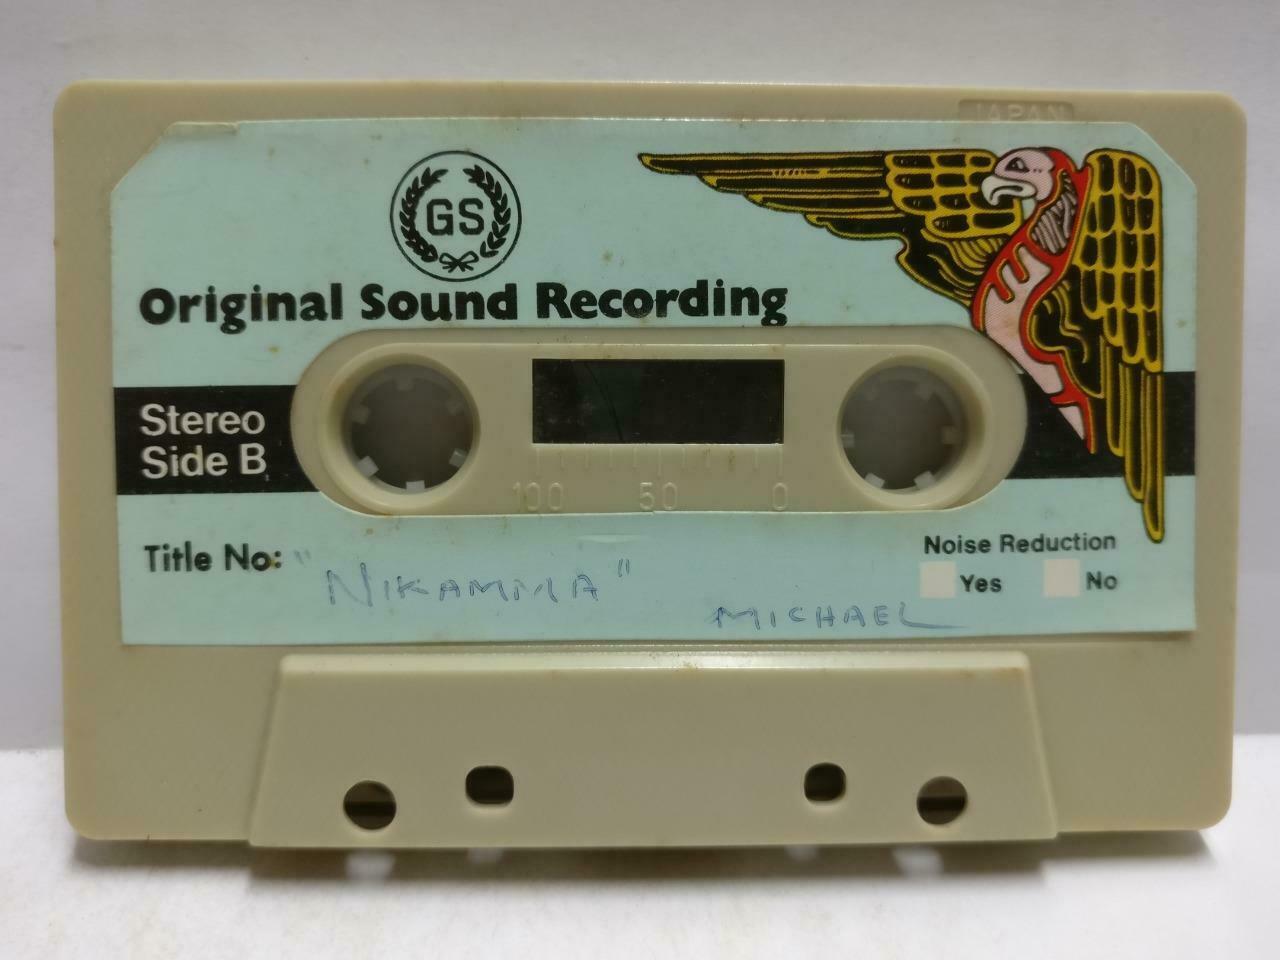 JAPAN
GS
Original Sound Recording
Stereo
Side B
100 50 0
Title No: "NIKAMMA"
MICHAEL
Noise Reduction
Yes No